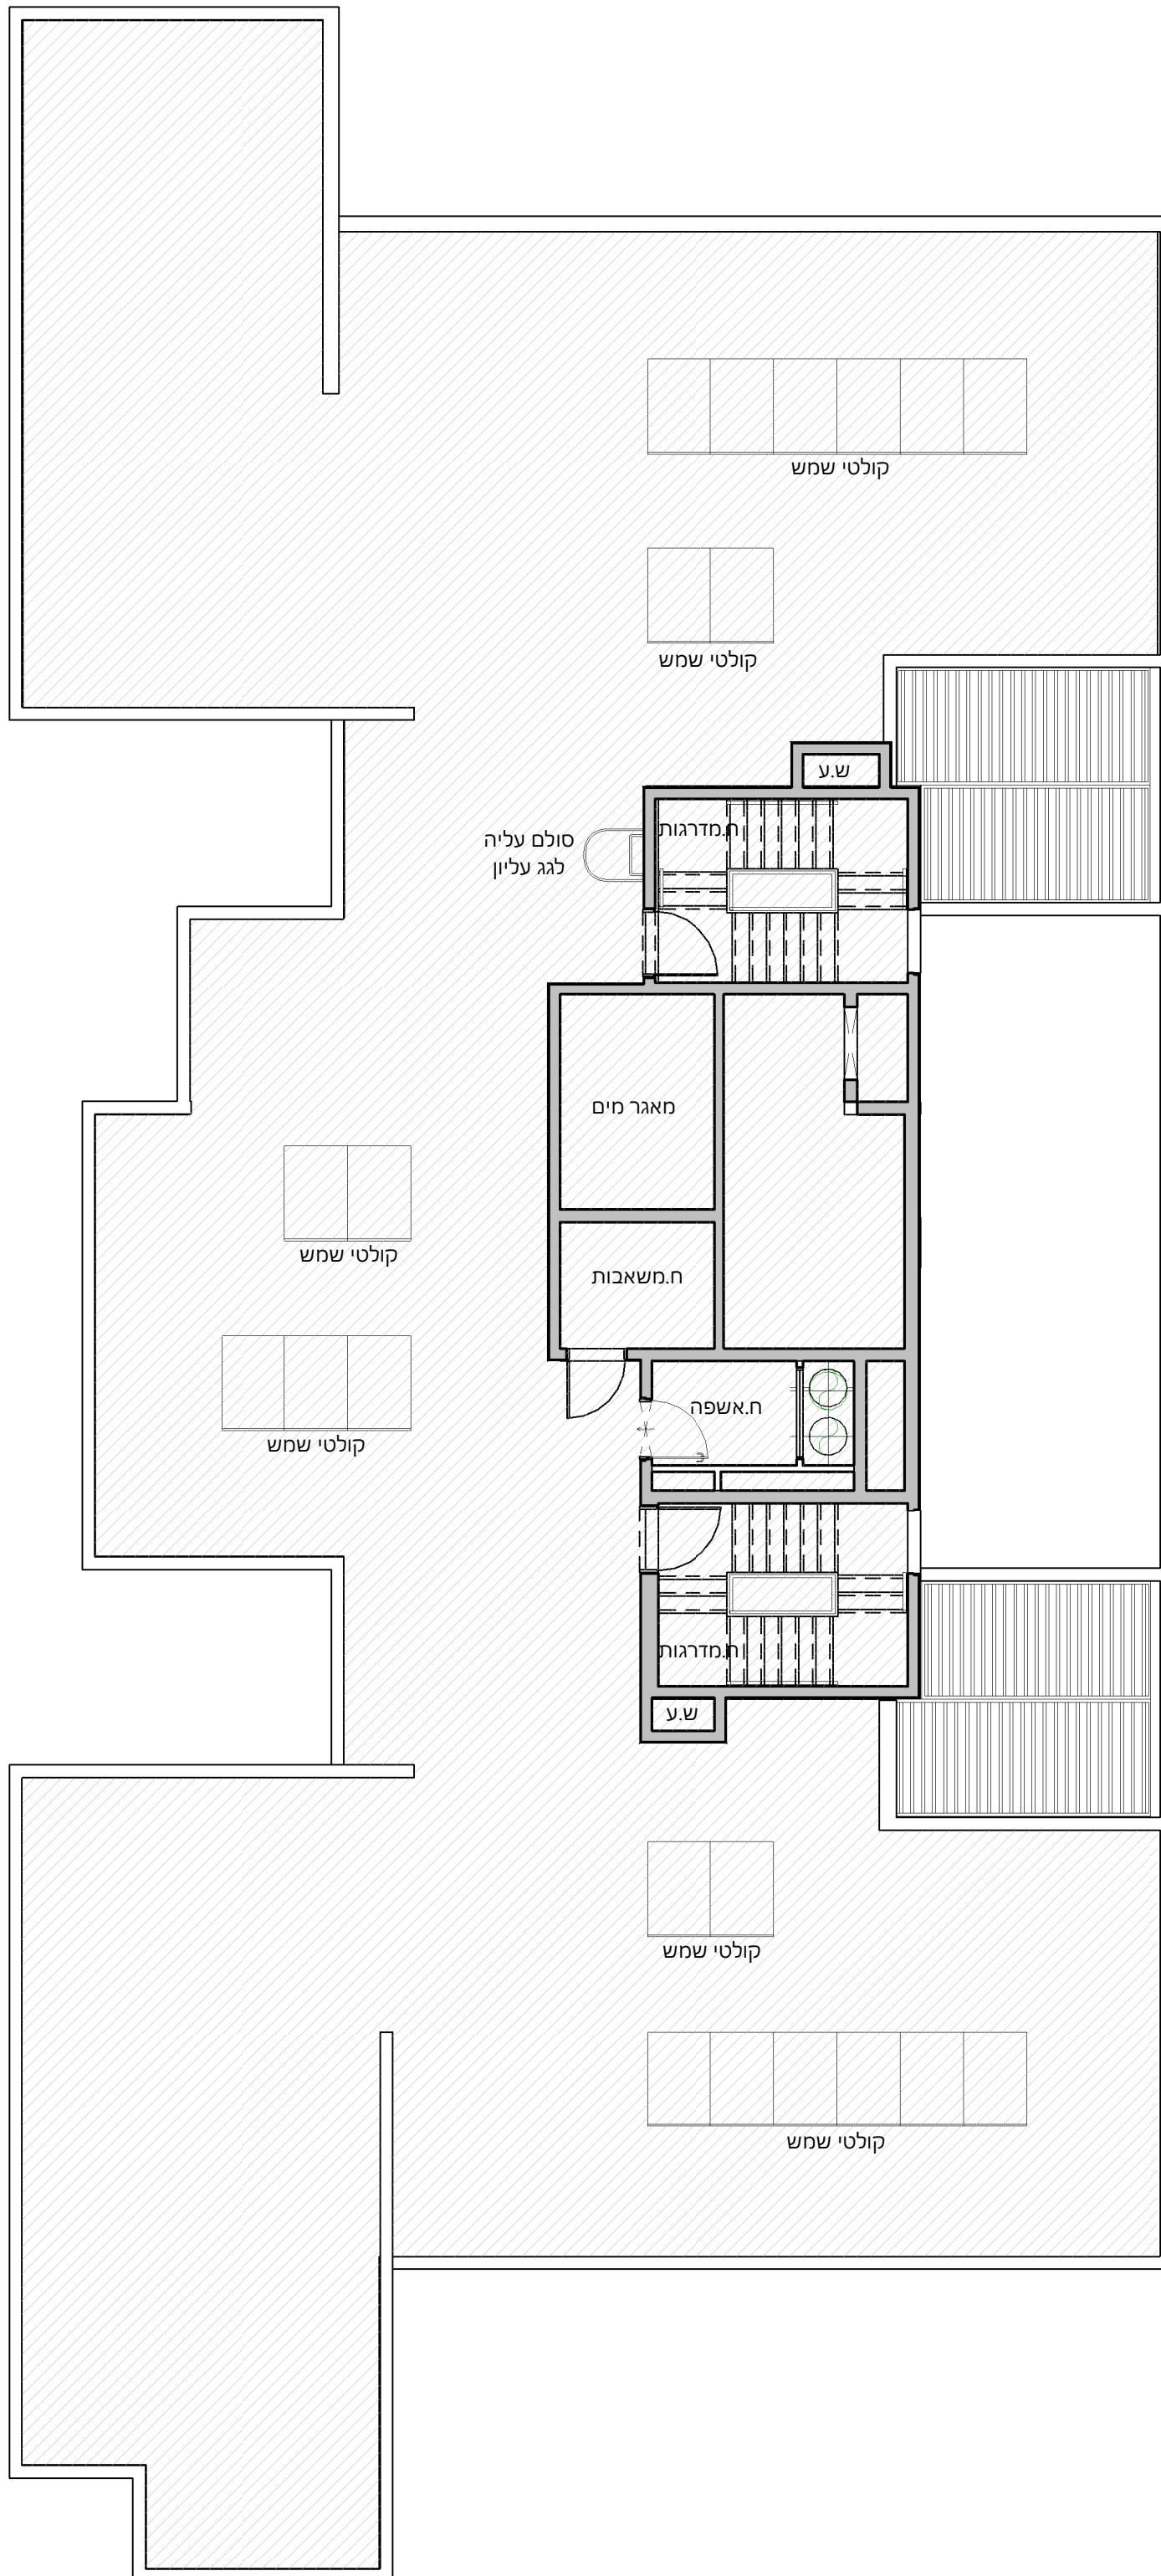 קולטי שמש
קולטי שמש
ש.ע
ח.מדרגות
סולם עליה
לגג עליון
מאגר מים
קולטי שמש
ח.משאבות
ח.אשפה
קולטי שמש
ח.מדרגות
ש.ע
קולטי שמש
קולטי שמש